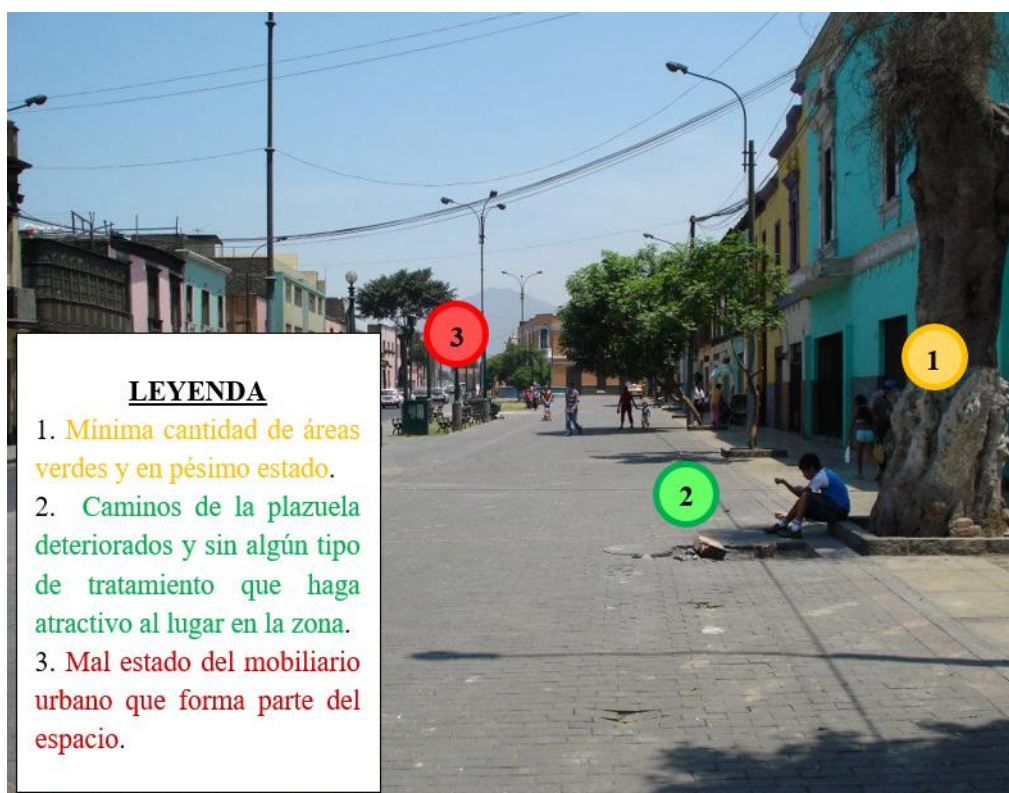 3
1
2
LEYENDA
1. Mínima cantidad de áreas
verdes y en pésimo estado.
2. Caminos de la plazuela
deteriorados y sin algún tipo
de tratamiento que haga
atractivo al lugar en la zona.
3. Mal estado del mobiliario
urbano que forma parte del
espacio.